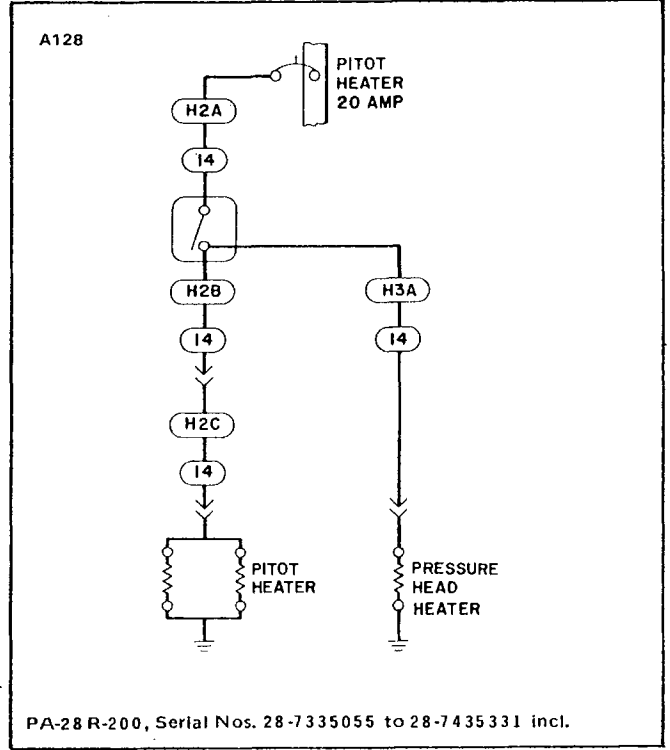 A128
PITOT
HEATER
20 AMP
H2A
14
H2B
H3A
14
14
H2C
14
PITOT
HEATER
PRESSURE
HEAD
HEATER
PA-28R-200, Serial Nos. 28-7335055 to 28-7435331 incl.